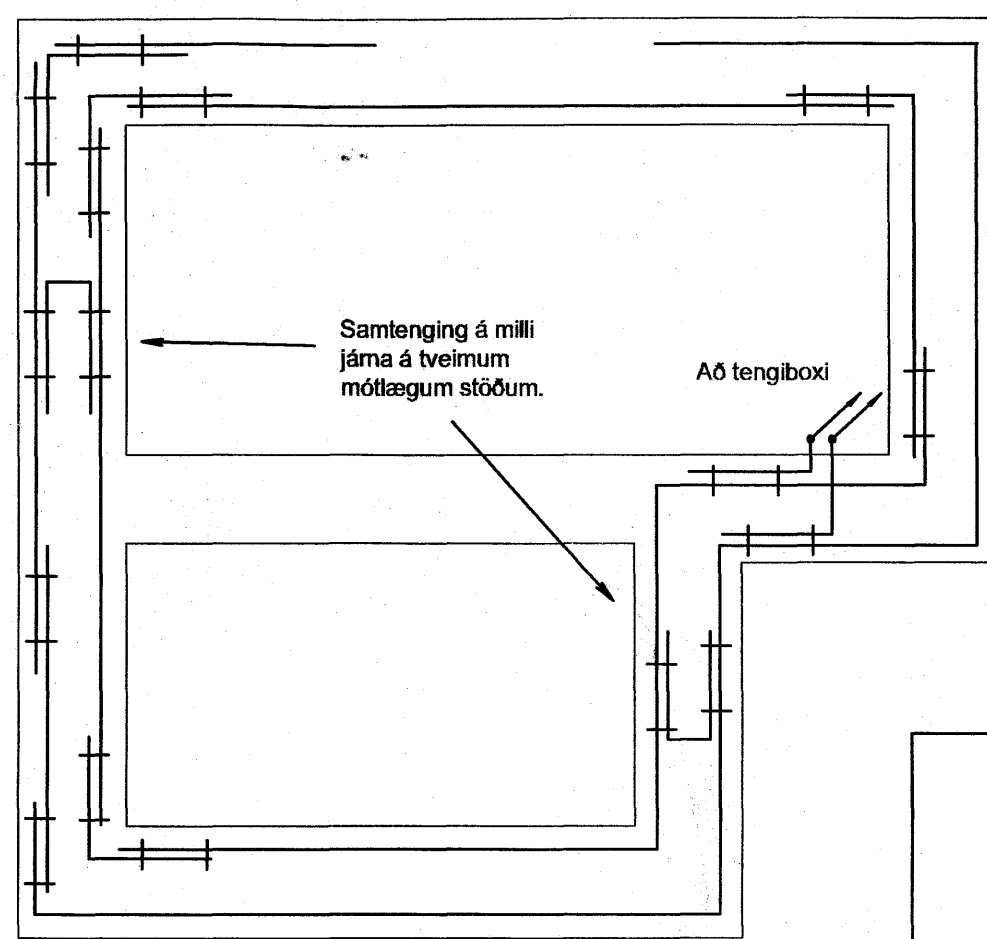 Samtenging á milli
járna á tveimum
mótlægum stöðum.
Að tengiboxi